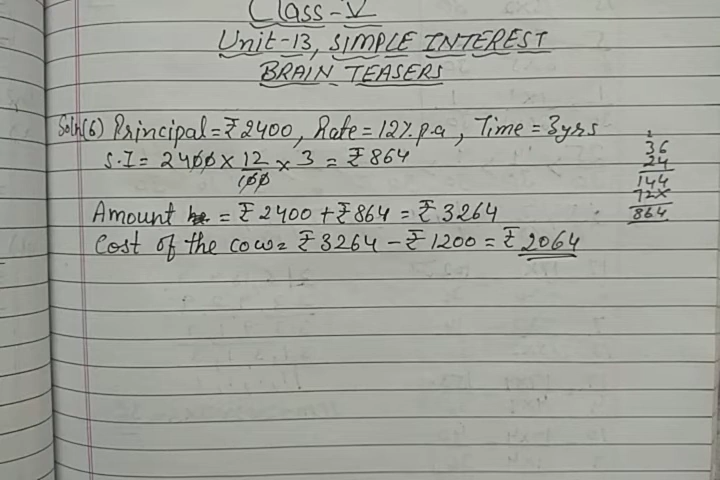 Class-V
Unit-13, SIMPLE INTEREST
BRAIN TEASERS
Soln(6) Principal = ₹2400, Rate = 12% p.a, Time = 3yrs
S.I = 2400 × 12/100 × 3 = ₹864
Amount = ₹2400 + ₹864 = ₹3264
Cost of the cow = ₹3264 - ₹1200 = ₹2064
2
36
24
144
72×
864